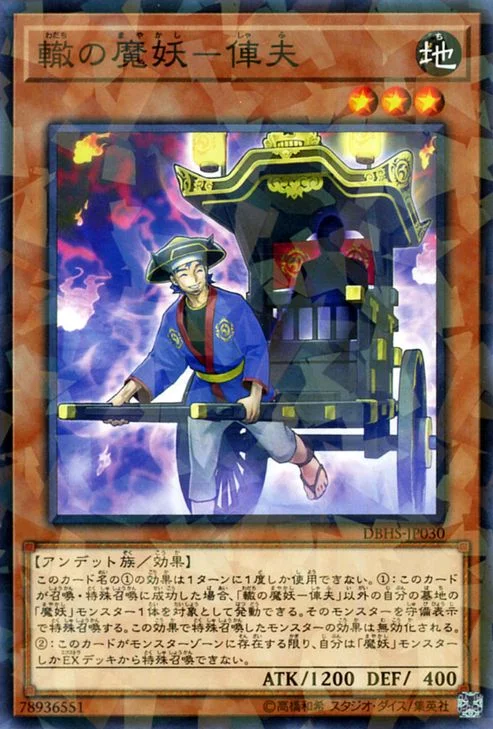 轍の魔妖－俥夫
地
DBHS-JP030
【アンデット族／効果】
このカード名の①の効果は1ターンに1度しか使用できない。①：このカード
が召喚・特殊召喚に成功した場合、「轍の魔妖－俥夫」以外の自分の墓地の
「魔妖」モンスター1体を対象として発動できる。そのモンスターを守備表示
で特殊召喚する。この効果で特殊召喚したモンスターの効果は無効化される。
②：このカードがモンスターゾーンに存在する限り、自分は「魔妖」モンスター
しかEXデッキから特殊召喚できない。
ATK/1200 DEF/ 400
78936551
©高橋和希 スタジオ・ダイス/集英社